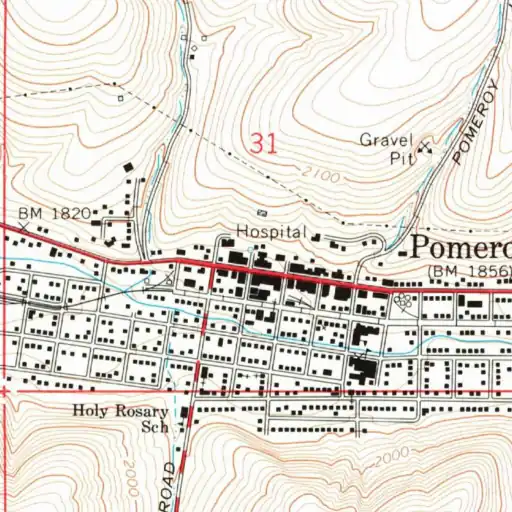 31
Gravel
Pit
POMEROY
2100
BM 1820
Hospital
Pomero
(BM 1856)
Holy Rosary
Sch
2000
ROAD
2000